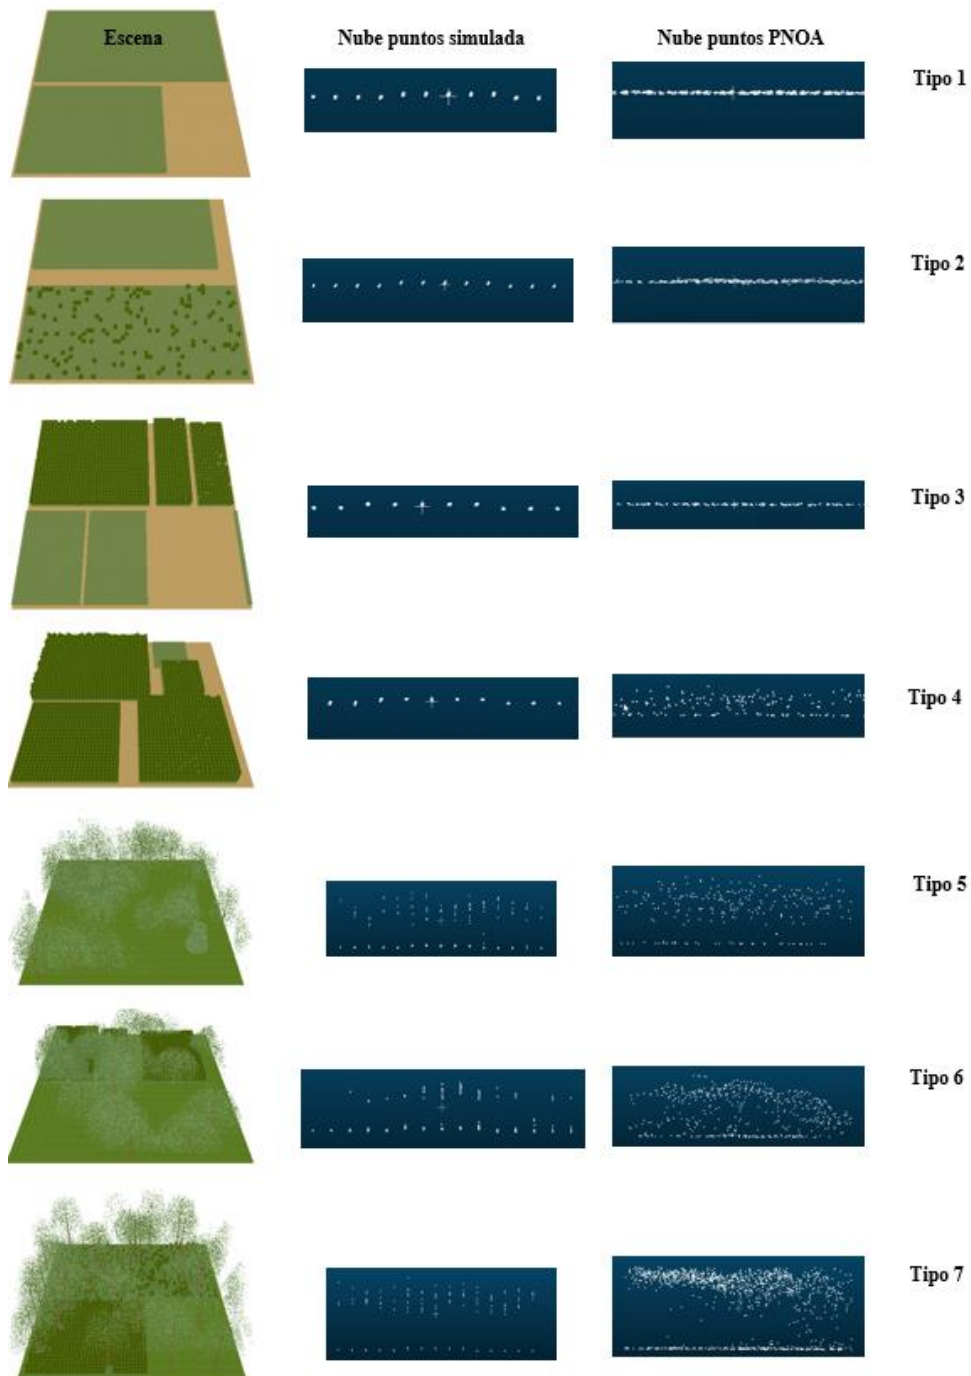 Escena
Nube puntos simulada
Nube puntos PNOA
Tipo 1
Tipo 2
Tipo 3
Tipo 4
Tipo 5
Tipo 6
Tipo 7